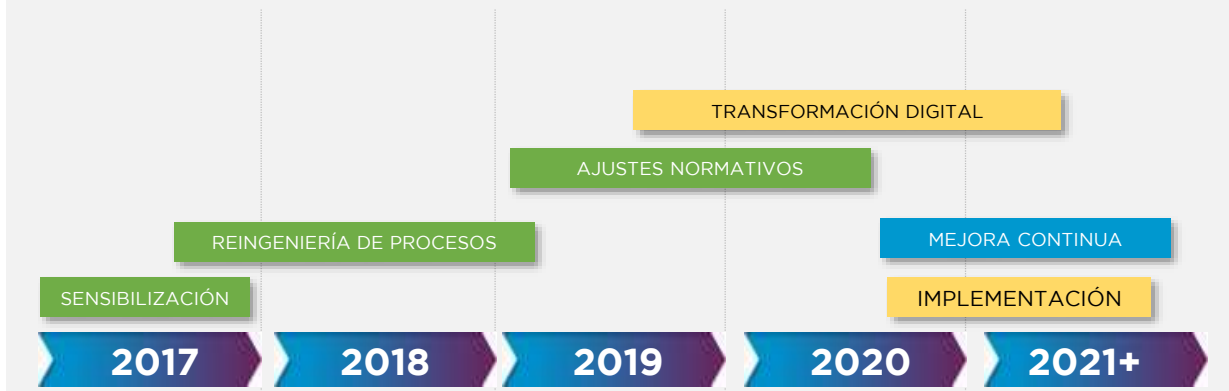 TRANSFORMACIÓN DIGITAL
AJUSTES NORMATIVOS
REINGENIERÍA DE PROCESOS
MEJORA CONTINUA
SENSIBILIZACIÓN
IMPLEMENTACIÓN
2017
2018
2019
2020
2021+